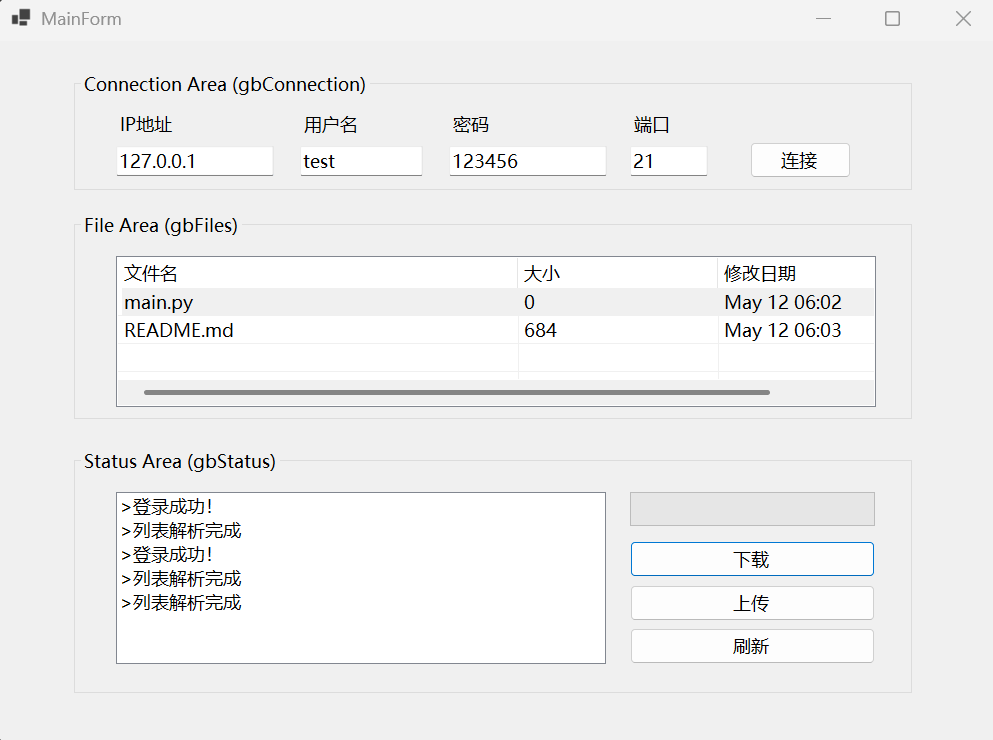 MainForm
Connection Area (gbConnection)
IP地址 用户名 密码 端口
127.0.0.1 test 123456 21 连接
File Area (gbFiles)
文件名 大小 修改日期
main.py 0 May 12 06:02
README.md 684 May 12 06:03
Status Area (gbStatus)
>登录成功!
>列表解析完成
>登录成功!
>列表解析完成
>列表解析完成
下载
上传
刷新